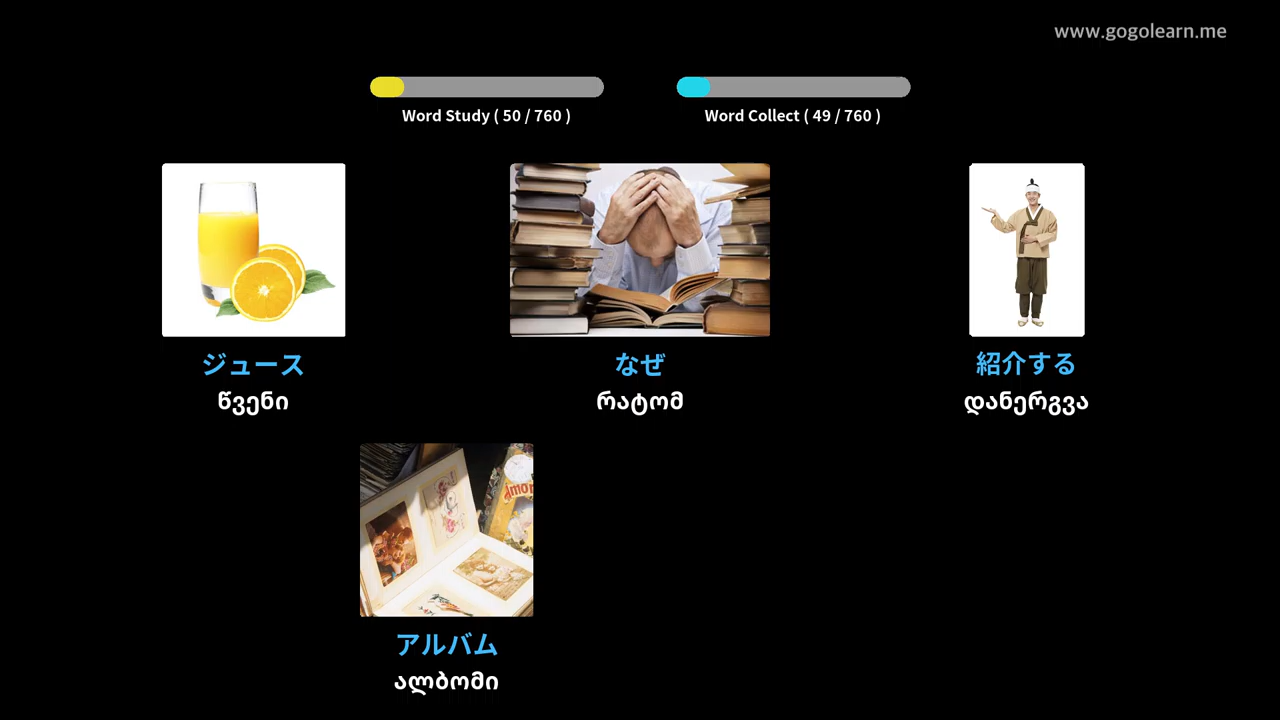 www.gogolearn.me
Word Study ( 50 / 760 )
Word Collect ( 49 / 760 )
ジュース
წვენი
なぜ
რატომ
紹介する
დანერგვა
アルバム
ალბომი